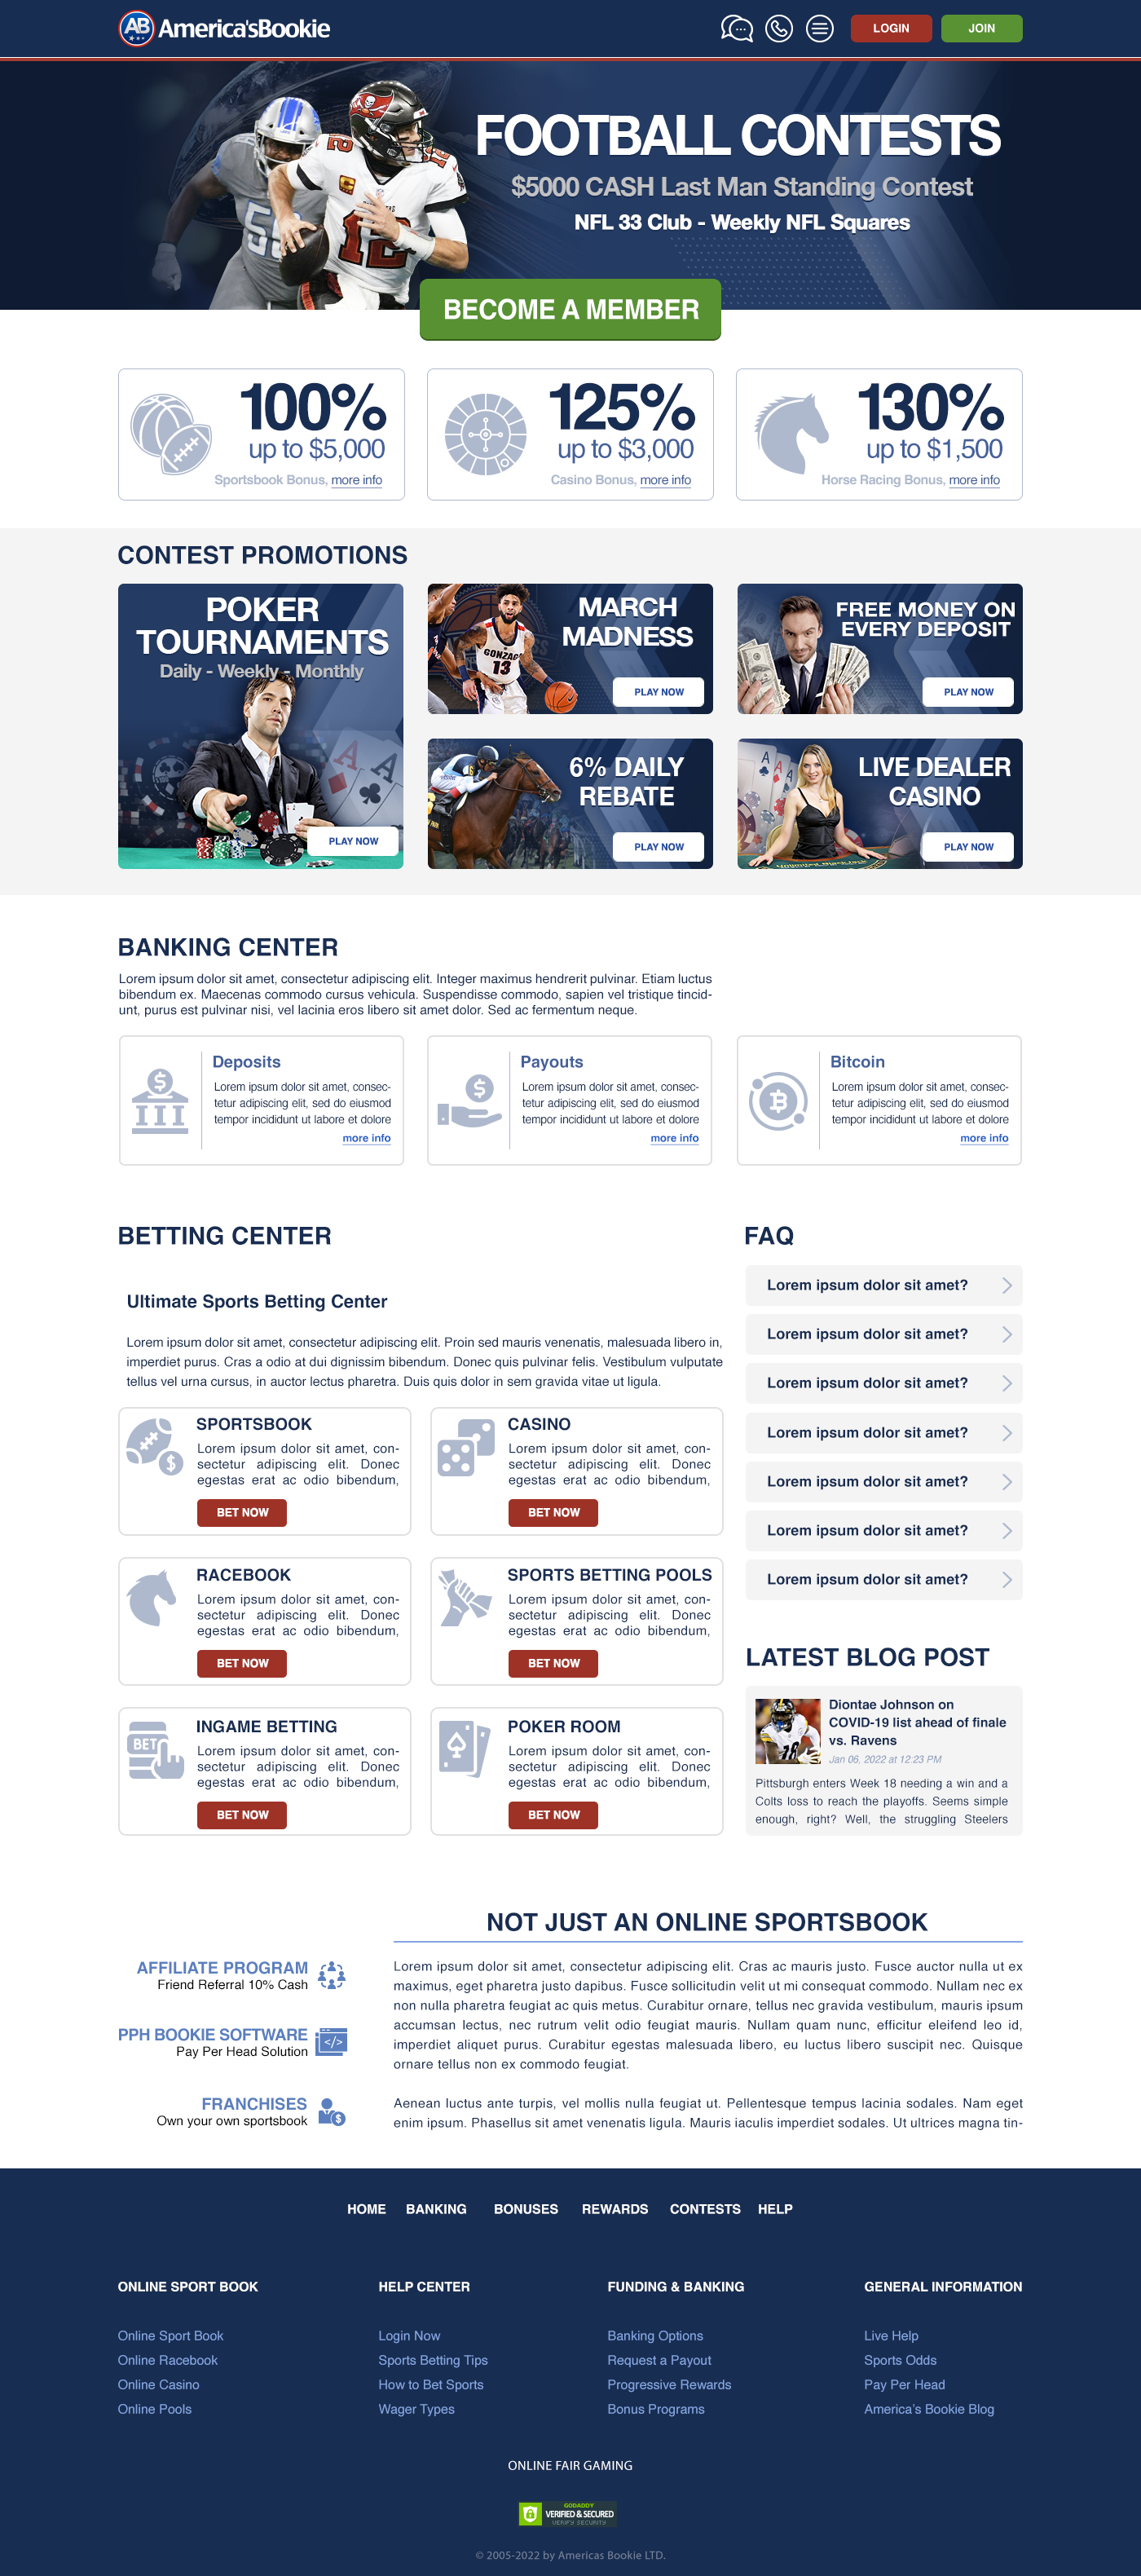 AB America'sBookie
LOGIN
JOIN
FOOTBALL CONTESTS
$5000 CASH Last Man Standing Contest
NFL 33 Club - Weekly NFL Squares
12
12
BECOME A MEMBER
100%
up to $5,000
Sportsbook Bonus, more info
125%
up to $3,000
Casino Bonus, more info
130%
up to $1,500
Horse Racing Bonus, more info
CONTEST PROMOTIONS
POKER
TOURNAMENTS
Daily - Weekly - Monthly
PLAY NOW
MARCH
MADNESS
GONZAG
13
PLAY NOW
FREE MONEY ON
EVERY DEPOSIT
PLAY NOW
6% DAILY
REBATE
PLAY NOW
LIVE DEALER
CASINO
PLAY NOW
BANKING CENTER
Lorem ipsum dolor sit amet, consectetur adipiscing elit. Integer maximus hendrerit pulvinar. Etiam luctus
bibendum ex. Maecenas commodo cursus vehicula. Suspendisse commodo, sapien vel tristique tincid-
unt, purus est pulvinar nisi, vel lacinia eros libero sit amet dolor. Sed ac fermentum neque.
Deposits
Lorem ipsum dolor sit amet, consec-
tetur adipiscing elit, sed do eiusmod
tempor incididunt ut labore et dolore
more info
Payouts
Lorem ipsum dolor sit amet, consec-
tetur adipiscing elit, sed do eiusmod
tempor incididunt ut labore et dolore
more info
Bitcoin
Lorem ipsum dolor sit amet, consec-
tetur adipiscing elit, sed do eiusmod
tempor incididunt ut labore et dolore
more info
BETTING CENTER
Ultimate Sports Betting Center
Lorem ipsum dolor sit amet, consectetur adipiscing elit. Proin sed mauris venenatis, malesuada libero in,
imperdiet purus. Cras a odio at dui dignissim bibendum. Donec quis pulvinar felis. Vestibulum vulputate
tellus vel urna cursus, in auctor lectus pharetra. Duis quis dolor in sem gravida vitae ut ligula.
SPORTSBOOK
Lorem ipsum dolor sit amet, con-
sectetur adipiscing elit. Donec
egestas erat ac odio bibendum,
BET NOW
CASINO
Lorem ipsum dolor sit amet, con-
sectetur adipiscing elit. Donec
egestas erat ac odio bibendum,
BET NOW
RACEBOOK
Lorem ipsum dolor sit amet, con-
sectetur adipiscing elit. Donec
egestas erat ac odio bibendum,
BET NOW
SPORTS BETTING POOLS
Lorem ipsum dolor sit amet, con-
sectetur adipiscing elit. Donec
egestas erat ac odio bibendum,
BET NOW
BET
INGAME BETTING
Lorem ipsum dolor sit amet, con-
sectetur adipiscing elit. Donec
egestas erat ac odio bibendum,
BET NOW
POKER ROOM
Lorem ipsum dolor sit amet, con-
sectetur adipiscing elit. Donec
egestas erat ac odio bibendum,
BET NOW
FAQ
Lorem ipsum dolor sit amet?
Lorem ipsum dolor sit amet?
Lorem ipsum dolor sit amet?
Lorem ipsum dolor sit amet?
Lorem ipsum dolor sit amet?
Lorem ipsum dolor sit amet?
Lorem ipsum dolor sit amet?
LATEST BLOG POST
Diontae Johnson on
COVID-19 list ahead of finale
vs. Ravens
Jan 06, 2022 at 12:23 PM
Pittsburgh enters Week 18 needing a win and a
Colts loss to reach the playoffs. Seems simple
enough, right? Well, the struggling Steelers
NOT JUST AN ONLINE SPORTSBOOK
Lorem ipsum dolor sit amet, consectetur adipiscing elit. Cras ac mauris justo. Fusce auctor nulla ut ex
maximus, eget pharetra justo dapibus. Fusce sollicitudin velit ut mi consequat commodo. Nullam nec ex
non nulla pharetra feugiat ac quis metus. Curabitur ornare, tellus nec gravida vestibulum, mauris ipsum
accumsan lectus, nec rutrum velit odio feugiat mauris. Nullam quam nunc, efficitur eleifend leo id,
imperdiet aliquet purus. Curabitur egestas malesuada libero, eu luctus libero suscipit nec. Quisque
ornare tellus non ex commodo feugiat.
Aenean luctus ante turpis, vel mollis nulla feugiat ut. Pellentesque tempus lacinia sodales. Nam eget
enim ipsum. Phasellus sit amet venenatis ligula. Mauris iaculis imperdiet sodales. Ut ultrices magna tin-
AFFILIATE PROGRAM
Friend Referral 10% Cash
PPH BOOKIE SOFTWARE
Pay Per Head Solution
FRANCHISES
Own your own sportsbook
HOME BANKING BONUSES REWARDS CONTESTS HELP
ONLINE SPORT BOOK
Online Sport Book
Online Racebook
Online Casino
Online Pools
HELP CENTER
Login Now
Sports Betting Tips
How to Bet Sports
Wager Types
FUNDING & BANKING
Banking Options
Request a Payout
Progressive Rewards
Bonus Programs
GENERAL INFORMATION
Live Help
Sports Odds
Pay Per Head
America's Bookie Blog
ONLINE FAIR GAMING
GODADDY
VERIFIED & SECURED
VERIFY SECURITY
© 2005-2022 by Americas Bookie LTD.